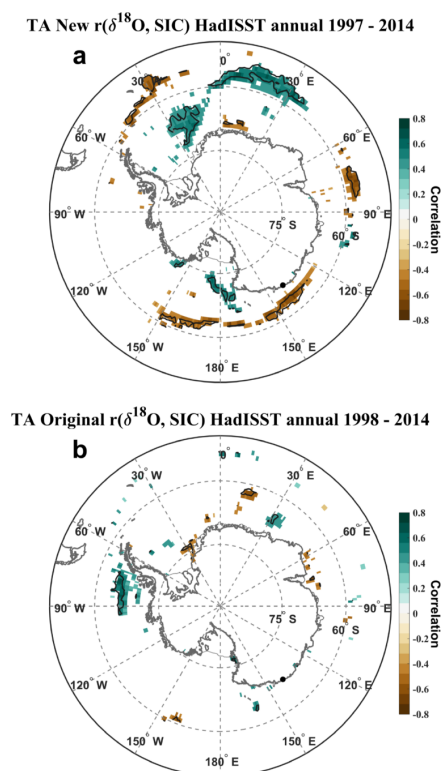 TA New r(δ¹⁸O, SIC) HadISST annual 1997 - 2014
a
0°
30° W
30° E
60° W
60° E
90° W
75° S
60° S
90° E
120° W
120° E
150° W
150° E
180° E
0.8
0.6
0.4
0.2
0
-0.2
-0.4
-0.6
-0.8
Correlation
TA Original r(δ¹⁸O, SIC) HadISST annual 1998 - 2014
b
0°
30° W
30° E
60° W
60° E
90° W
75° S
60° S
90° E
120° W
120° E
150° W
150° E
180° E
0.8
0.6
0.4
0.2
0
-0.2
-0.4
-0.6
-0.8
Correlation